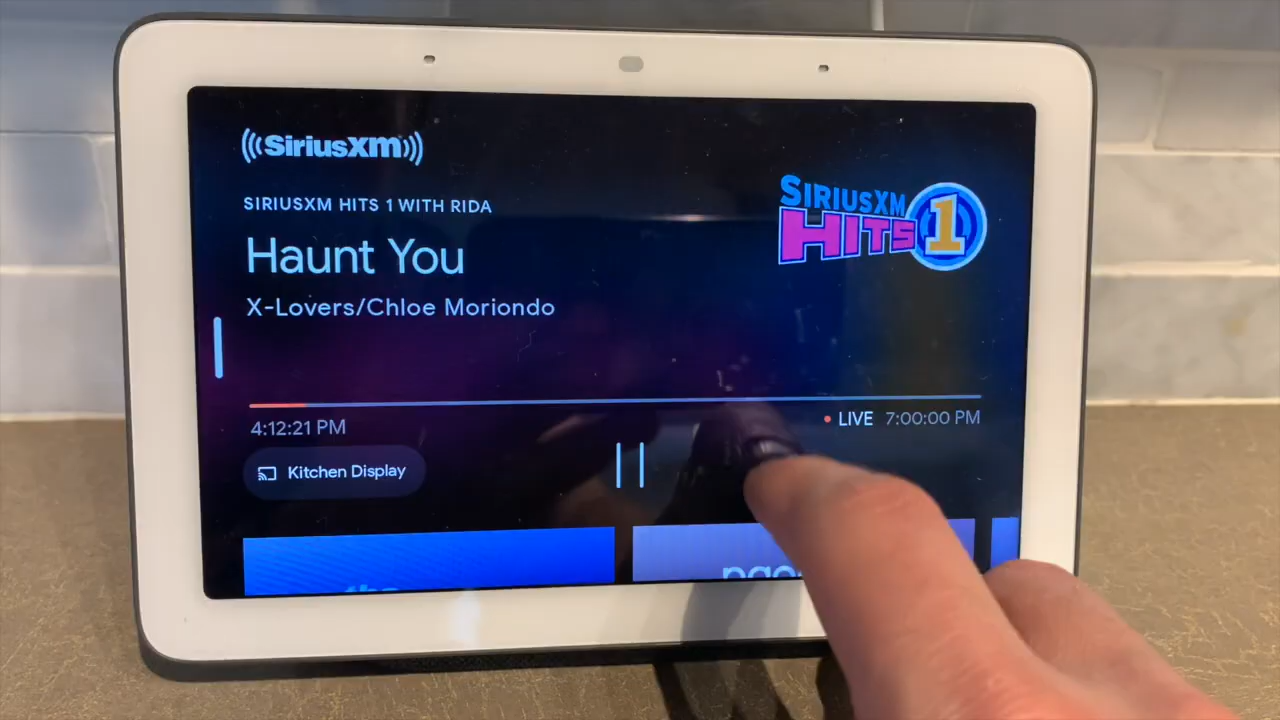 SiriusXM
SIRIUSXM HITS 1 WITH RIDA
SIRIUSXM
HITS 1
Haunt You
X-Lovers/Chloe Moriondo
4:12:21 PM
LIVE 7:00:00 PM
Kitchen Display